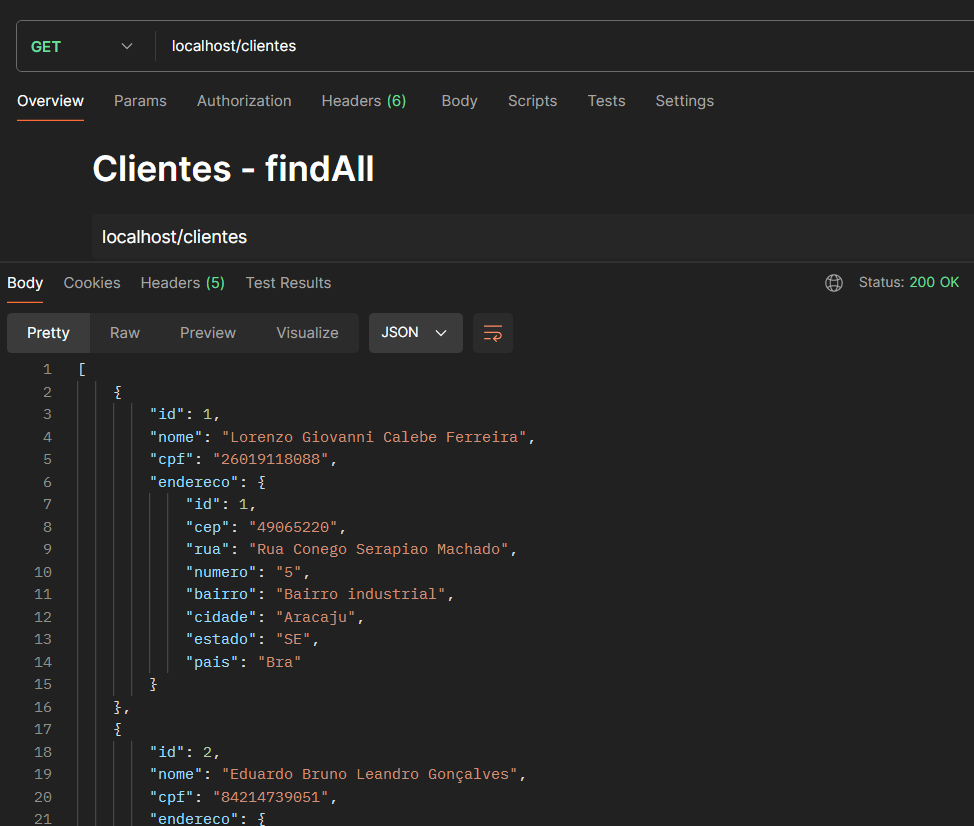 GET localhost/clientes
Overview Params Authorization Headers (6) Body Scripts Tests Settings
Clientes - findAll
localhost/clientes
Body Cookies Headers (5) Test Results Status: 200 OK
Pretty Raw Preview Visualize JSON
1 [
2 {
3 "id": 1,
4 "nome": "Lorenzo Giovanni Calebe Ferreira",
5 "cpf": "26019118088",
6 "endereco": {
7 "id": 1,
8 "cep": "49065220",
9 "rua": "Rua Conego Serapiao Machado",
10 "numero": "5",
11 "bairro": "Bairro industrial",
12 "cidade": "Aracaju",
13 "estado": "SE",
14 "pais": "Bra"
15 }
16 },
17 {
18 "id": 2,
19 "nome": "Eduardo Bruno Leandro Gonçalves",
20 "cpf": "84214739051",
21 "endereco": {